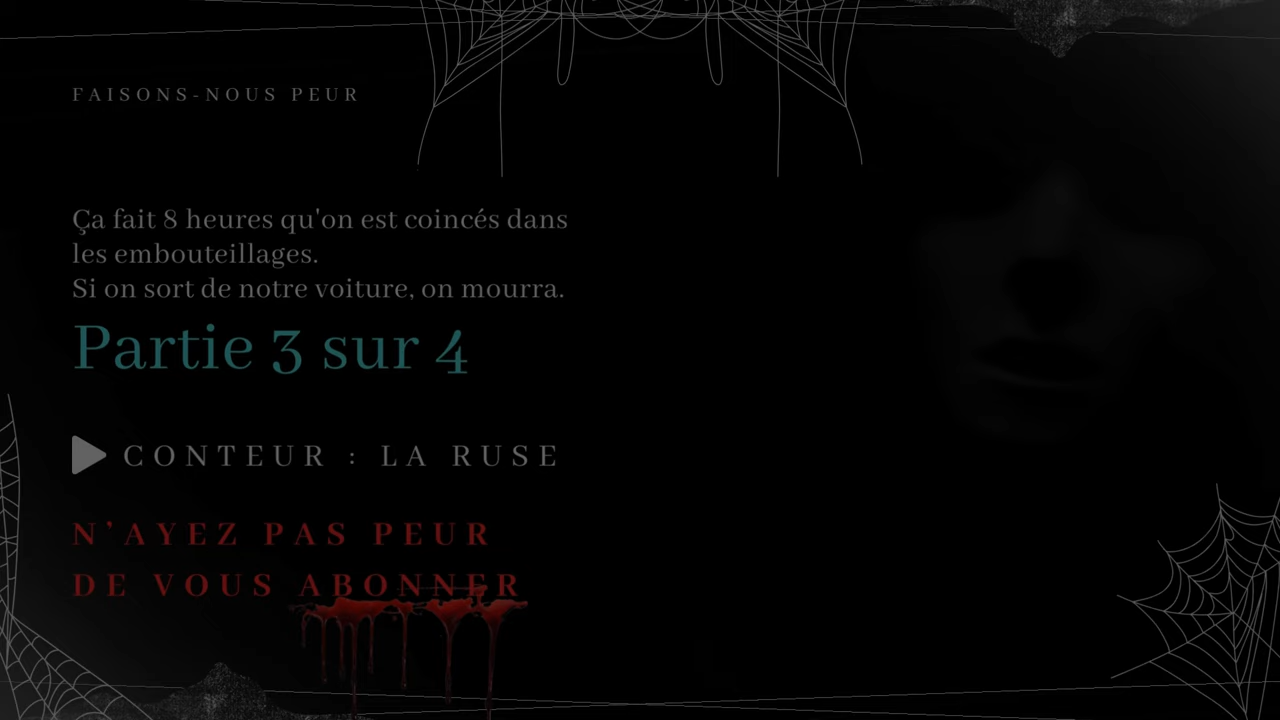 FAISONS-NOUS PEUR
Ça fait 8 heures qu'on est coincés dans
les embouteillages.
Si on sort de notre voiture, on mourra.
Partie 3 sur 4
CONTEUR : LA RUSE
N'AYEZ PAS PEUR
DE VOUS ABONNER